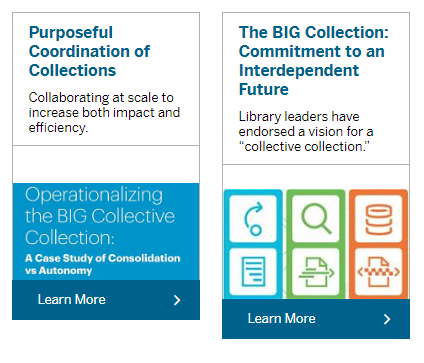 Purposeful
Coordination of
Collections
Collaborating at scale to
increase both impact and
efficiency.
Operationalizing
the BIG Collective
Collection:
A Case Study of Consolidation
vs Autonomy
Learn More
The BIG Collection:
Commitment to an
Interdependent
Future
Library leaders have
endorsed a vision for a
“collective collection.”
Learn More